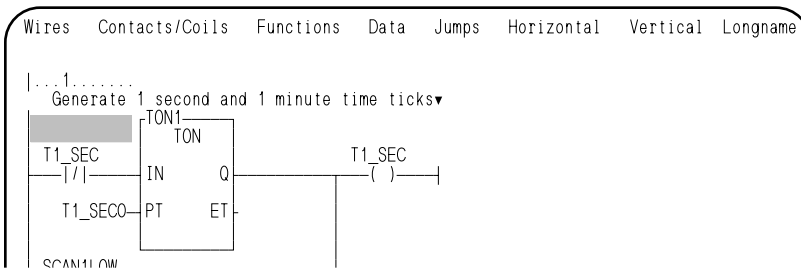 Wires Contacts/Coils Functions Data Jumps Horizontal Vertical Longname
|...1.......
Generate 1 second and 1 minute time ticks▾
TON1
TON
T1_SEC T1_SEC
|/| IN Q ( )
T1_SEC0 PT ET
SCAN1LOW